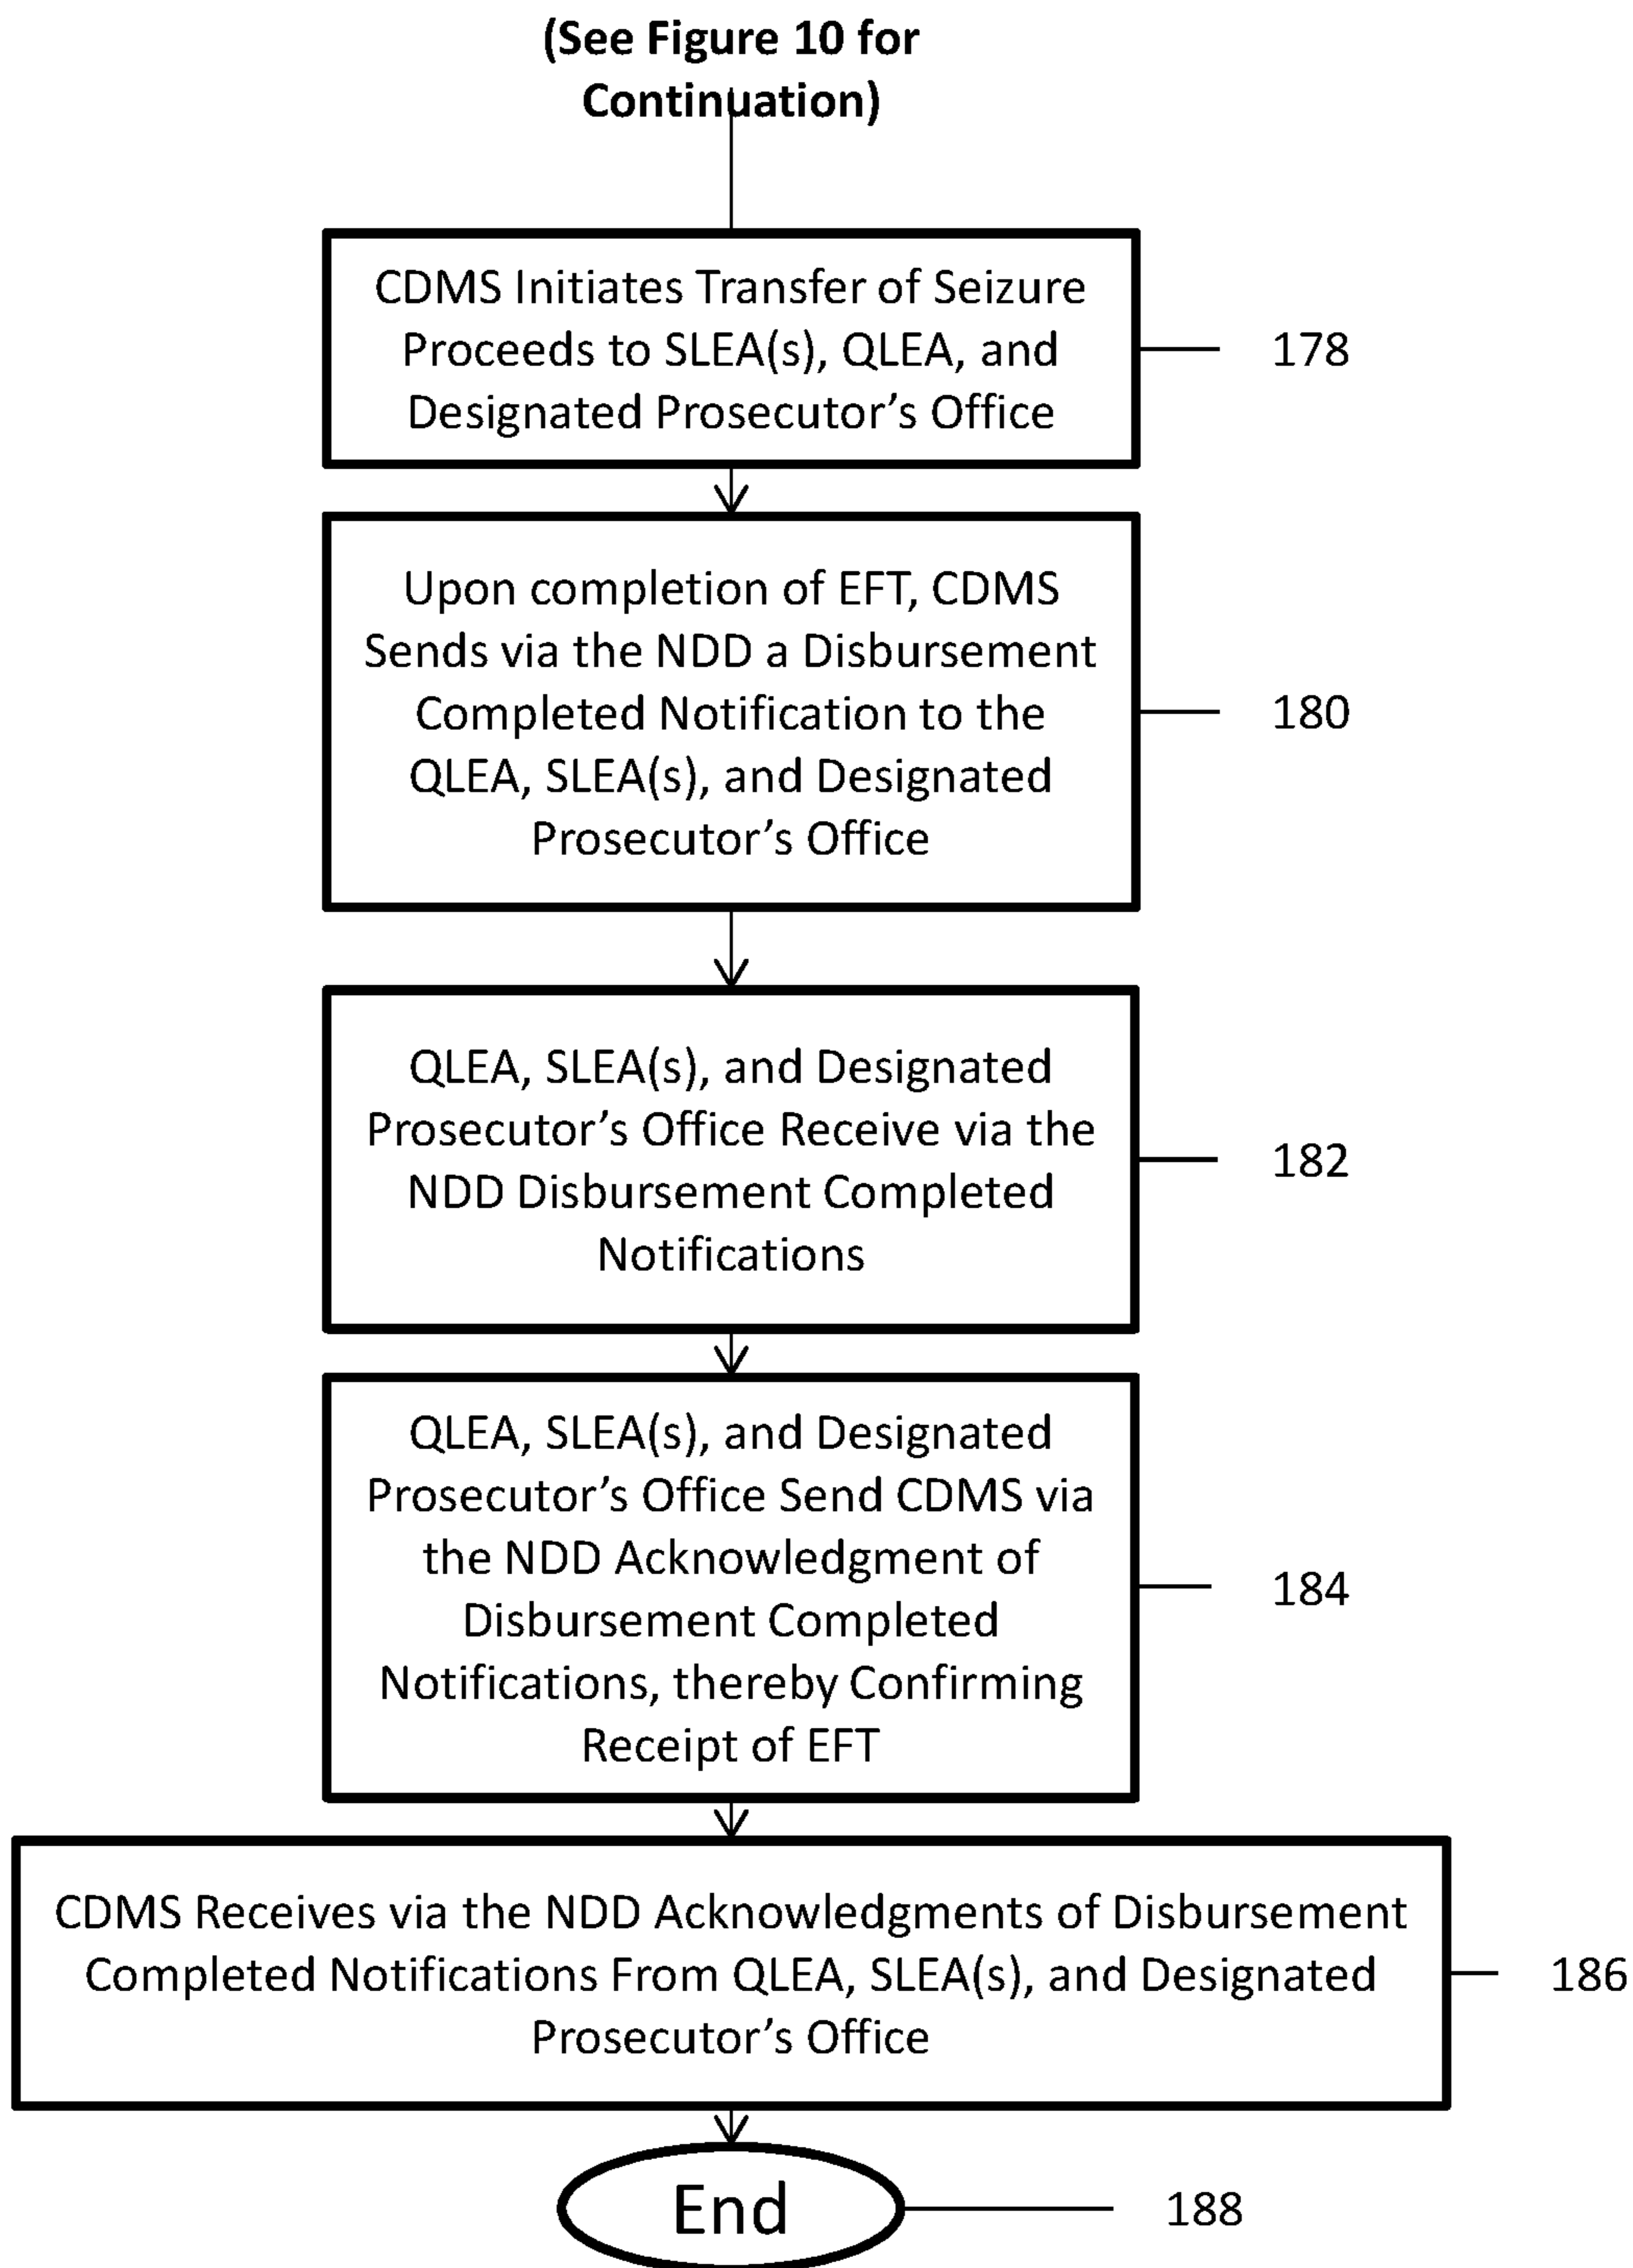 (See Figure 10 for
Continuation)
CDMS Initiates Transfer of Seizure
Proceeds to SLEA(s), QLEA, and
Designated Prosecutor’s Office
178
Upon completion of EFT, CDMS
Sends via the NDD a Disbursement
Completed Notification to the
QLEA, SLEA(s), and Designated
Prosecutor’s Office
180
QLEA, SLEA(s), and Designated
Prosecutor’s Office Receive via the
NDD Disbursement Completed
Notifications
182
QLEA, SLEA(s), and Designated
Prosecutor’s Office Send CDMS via
the NDD Acknowledgment of
Disbursement Completed
Notifications, thereby Confirming
Receipt of EFT
184
CDMS Receives via the NDD Acknowledgments of Disbursement
Completed Notifications From QLEA, SLEA(s), and Designated
Prosecutor’s Office
186
End
188